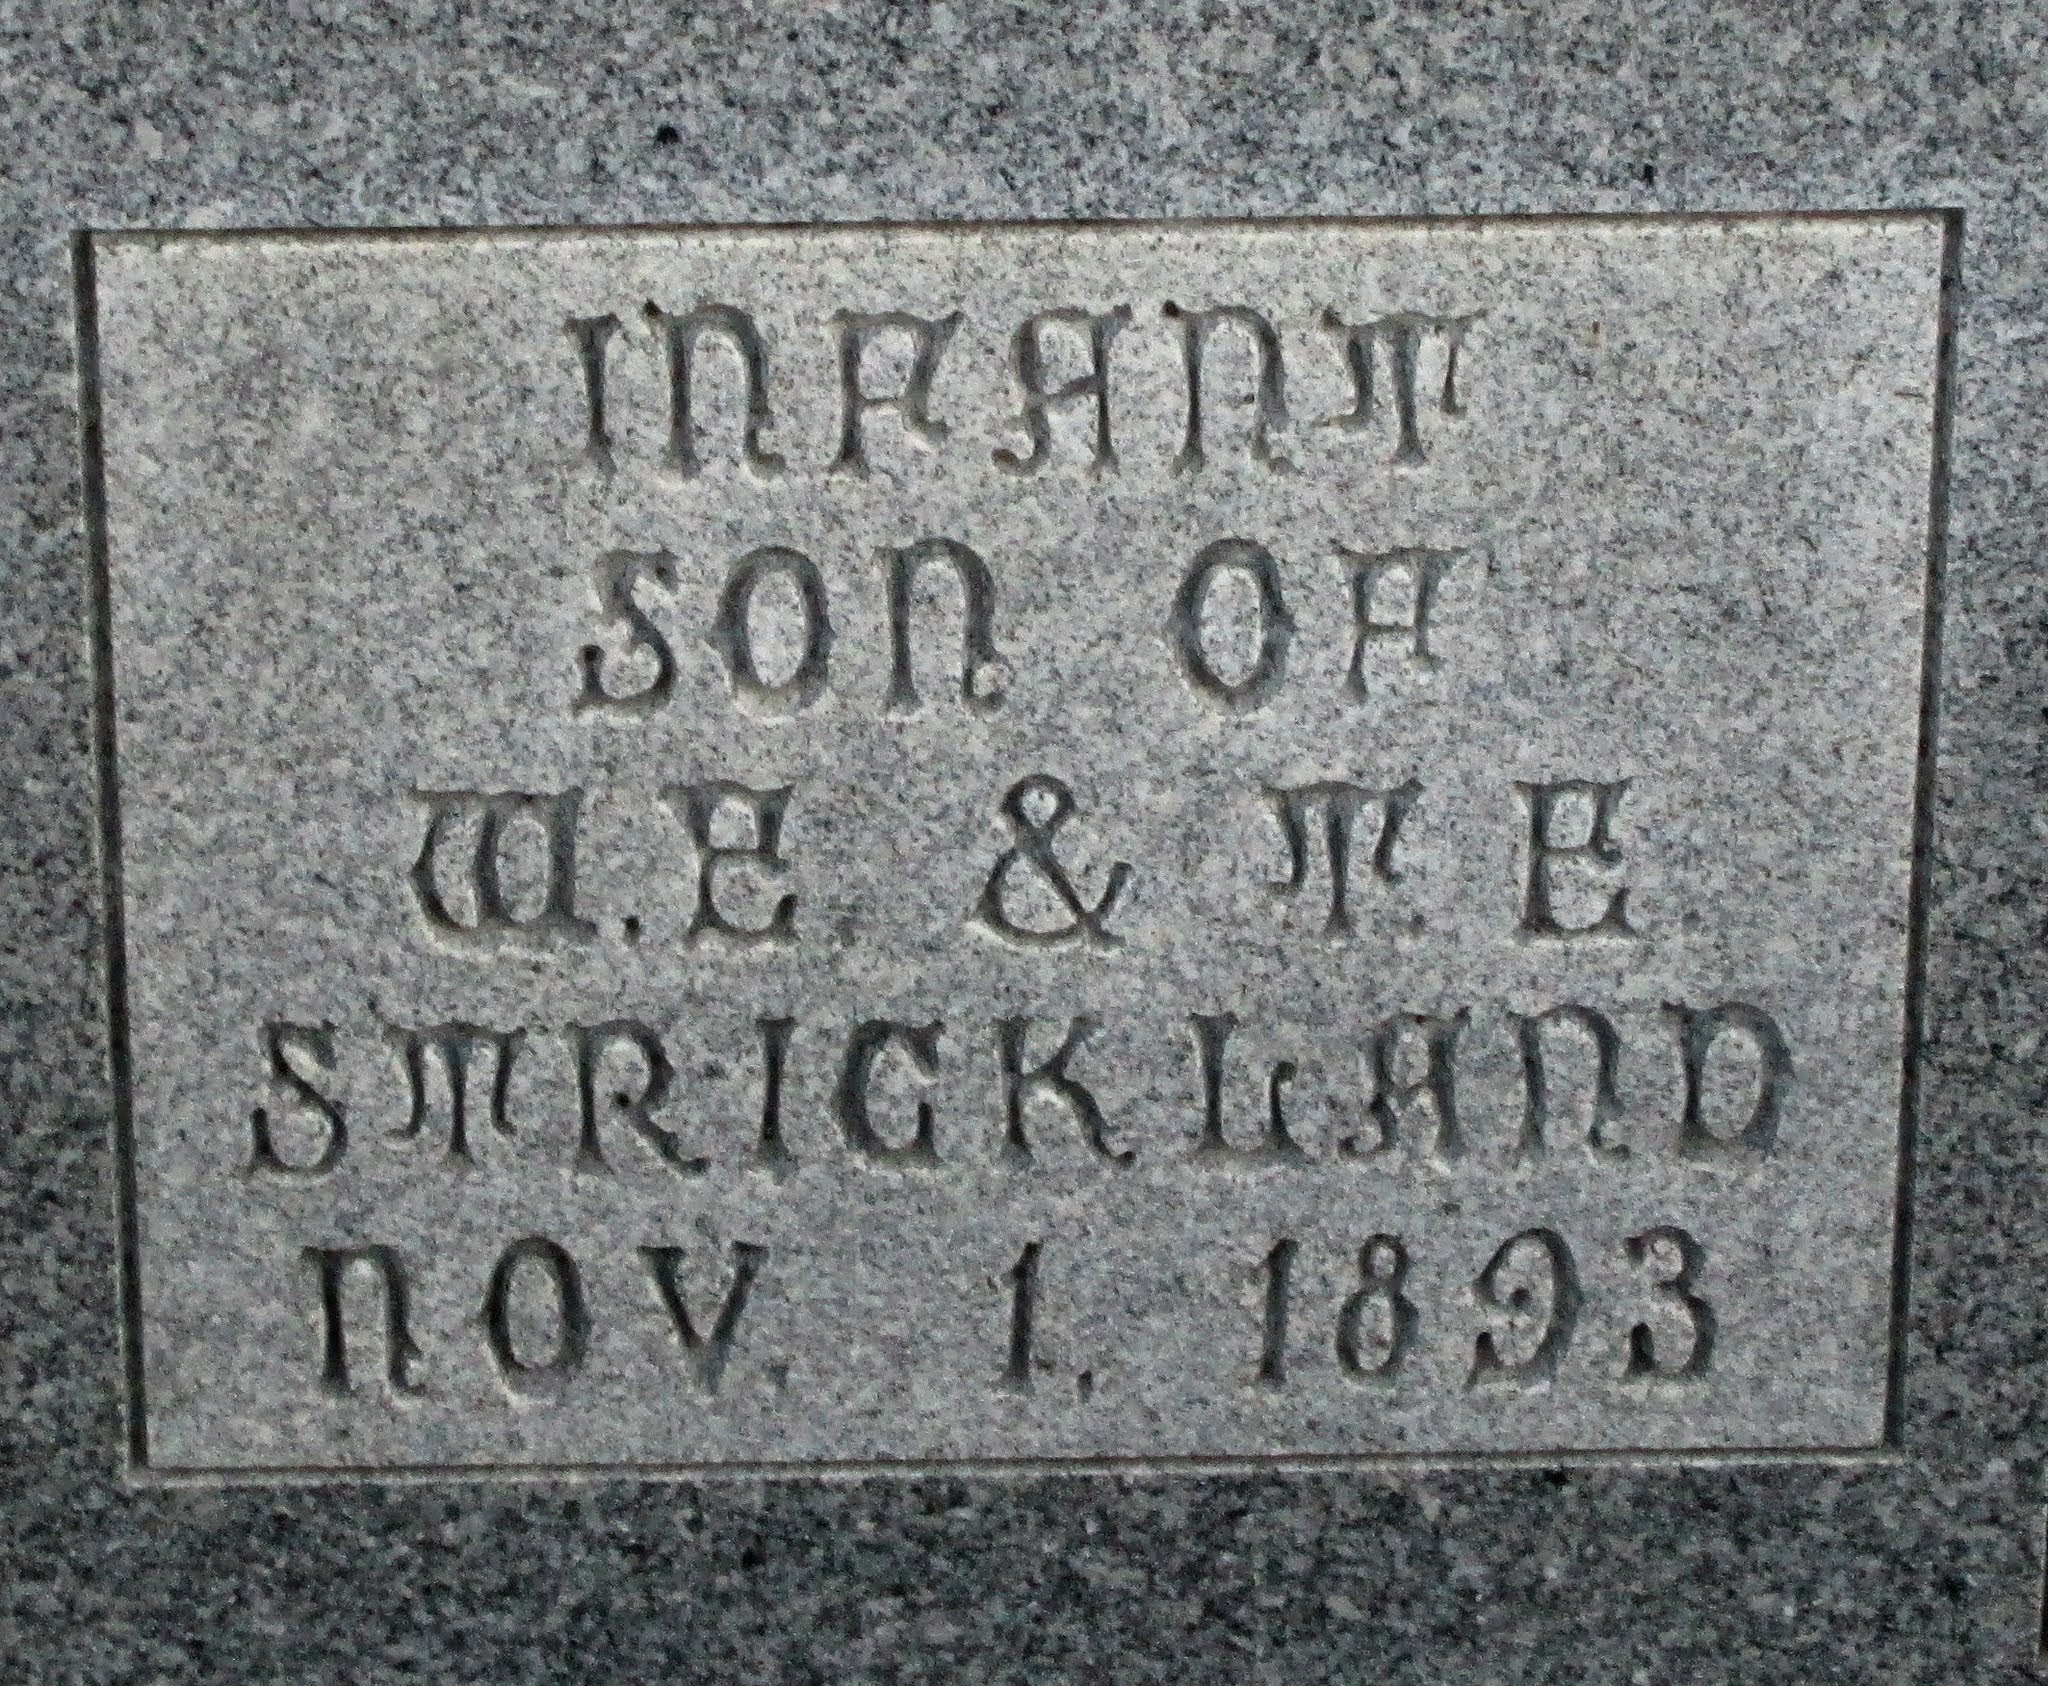 INFANT
SON OF
W.E & T E
STRICKLAND
NOV. 1, 1893